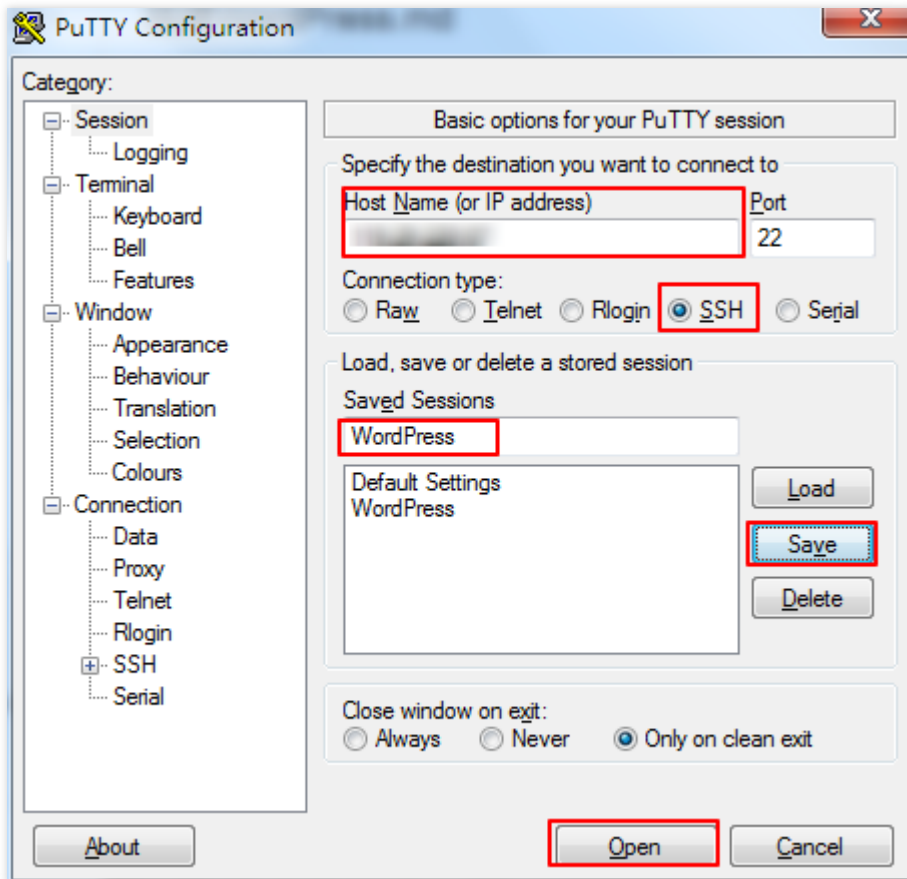 PuTTY Configuration
Category:
Session
Logging
Terminal
Keyboard
Bell
Features
Window
Appearance
Behaviour
Translation
Selection
Colours
Connection
Data
Proxy
Telnet
Rlogin
SSH
Serial
Basic options for your PuTTY session
Specify the destination you want to connect to
Host Name (or IP address) Port
22
Connection type:
Raw Telnet Rlogin SSH Serial
Load, save or delete a stored session
Saved Sessions
WordPress
Default Settings
WordPress
Load
Save
Delete
Close window on exit:
Always Never Only on clean exit
About Open Cancel